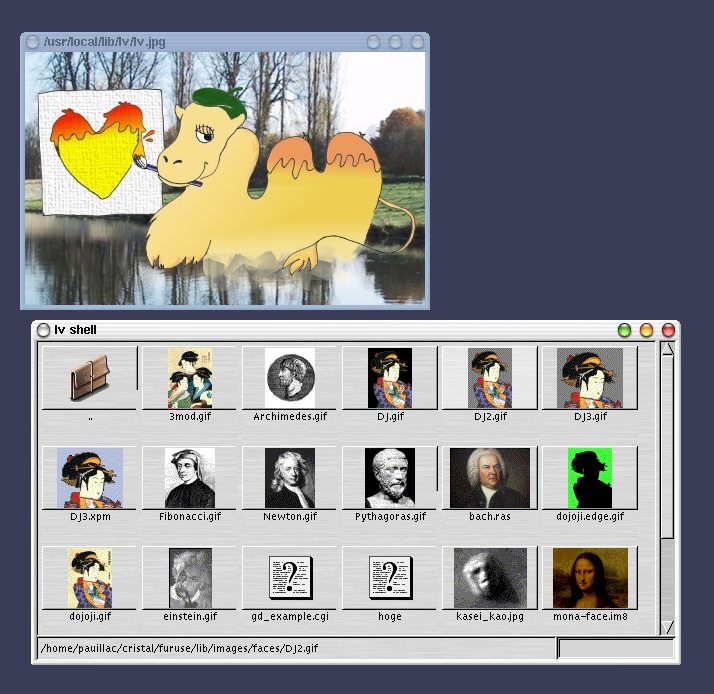 /usr/local/lib/lv/lv.jpg
lv shell
..
3mod.gif
Archimedes.gif
DJ.gif
DJ2.gif
DJ3.gif
DJ3.xpm
Fibonacci.gif
Newton.gif
Pythagoras.gif
bach.ras
dojoji.edge.gif
dojoji.gif
einstein.gif
gd_example.cgi
hoge
kasei_kao.jpg
mona-face.im8
/home/pauillac/cristal/furuse/lib/images/faces/DJ2.gif